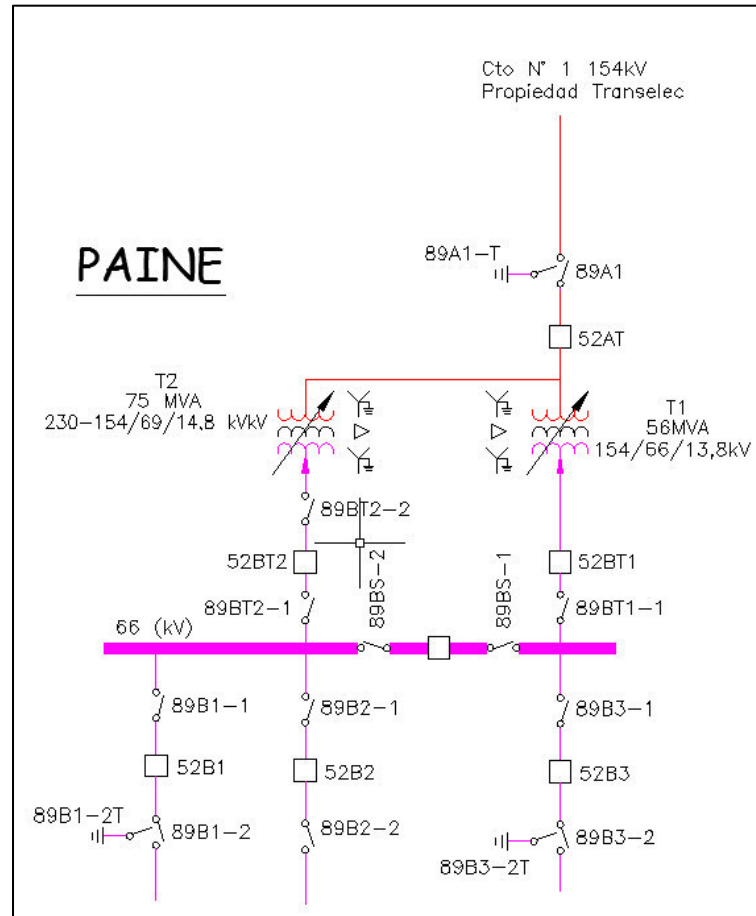 Cto N° 1 154kV
Propiedad Transelec
PAINE
89A1-T
89A1
52AT
T2
75 MVA
230-154/69/14.8 kVkV
T1
56MVA
154/66/13,8kV
89BT2-2
52BT2
89BS-2
89BS-1
52BT1
89BT2-1
89BT1-1
66 (kV)
89B1-1
89B2-1
89B3-1
52B1
52B2
52B3
89B1-2T
89B1-2
89B2-2
89B3-2
89B3-2T